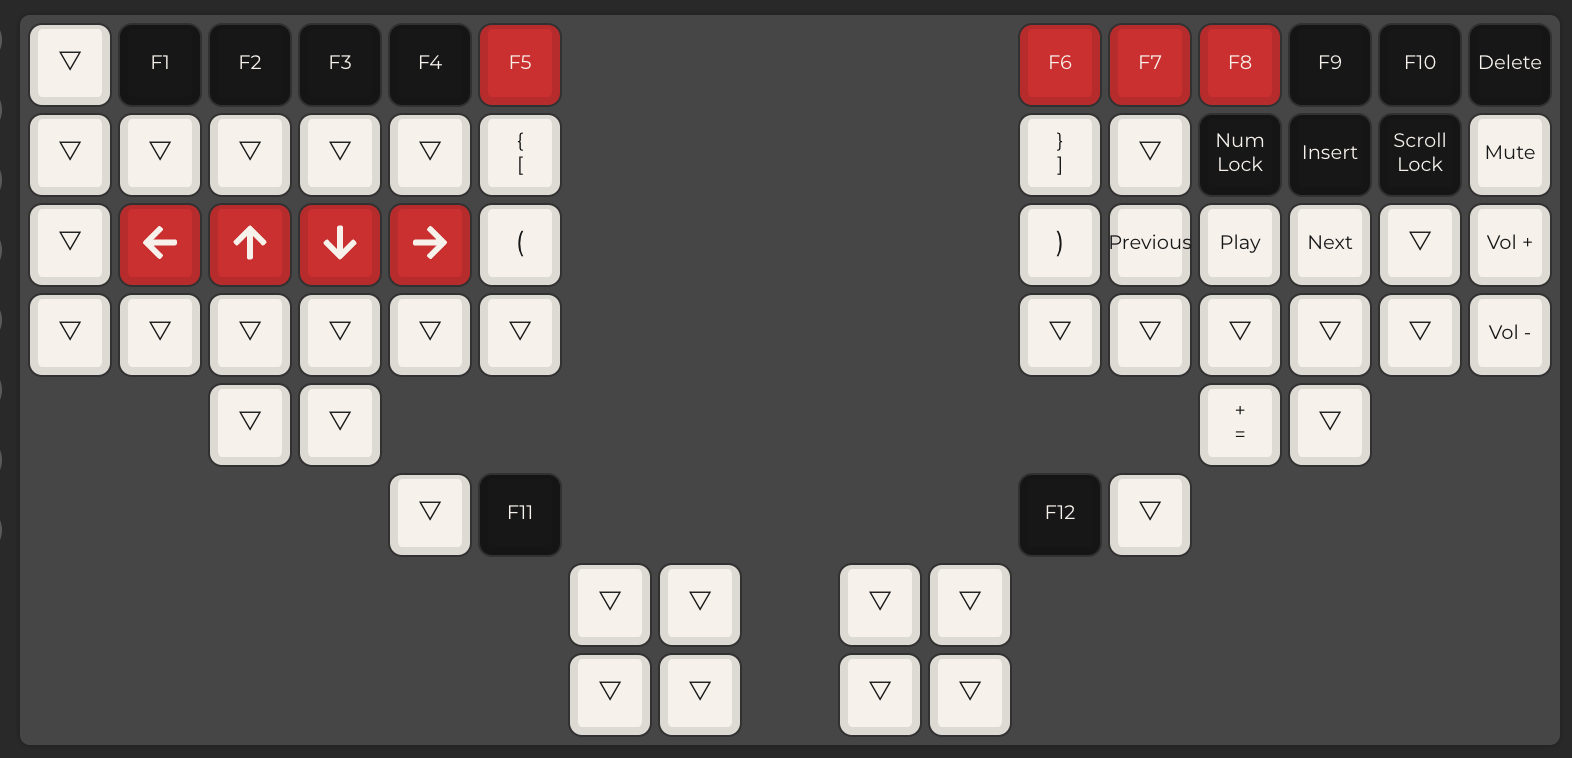 ▽ F1 F2 F3 F4 F5 F6 F7 F8 F9 F10 Delete
▽ ▽ ▽ ▽ ▽ { [ } ] ▽ Num Lock Insert Scroll Lock Mute
▽ ← ↑ ↓ → ( ) Previous Play Next ▽ Vol +
▽ ▽ ▽ ▽ ▽ ▽ ▽ ▽ ▽ ▽ ▽ Vol -
▽ ▽ + = ▽
▽ F11 F12 ▽
▽ ▽ ▽ ▽
▽ ▽ ▽ ▽